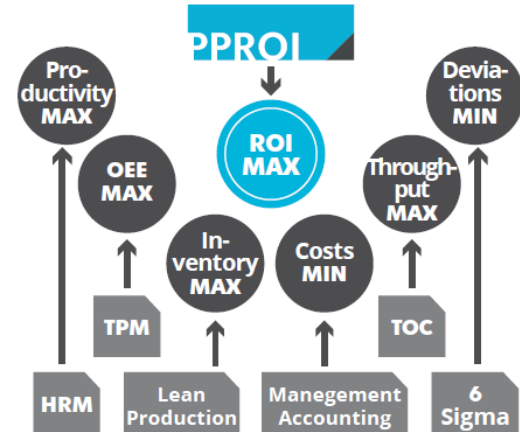 PPROI
Pro-
ductivity
MAX
Devia-
tions
MIN
ROI
MAX
OEE
MAX
Through-
put
MAX
In-
ventory
MAX
Costs
MIN
TPM
TOC
HRM
Lean
Production
Manegement
Accounting
6
Sigma